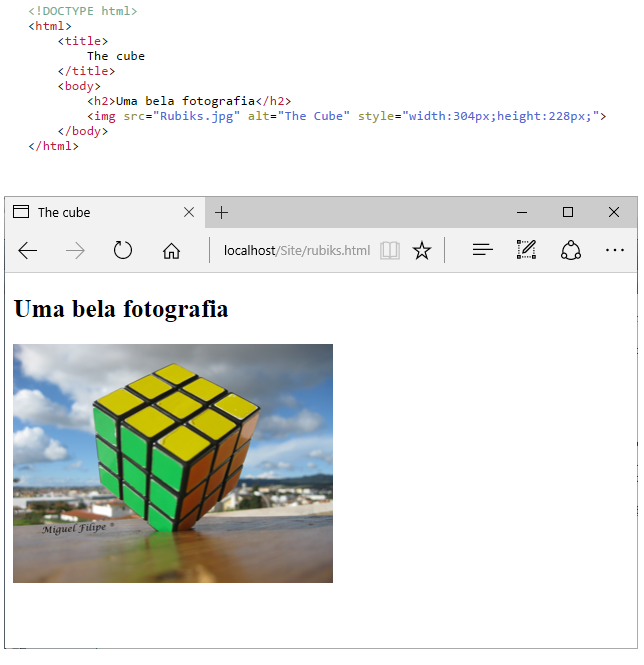 <!DOCTYPE html>
<html>
<title>
The cube
</title>
<body>
<h2>Uma bela fotografia</h2>
<img src="Rubiks.jpg" alt="The Cube" style="width:304px;height:228px;">
</body>
</html>
The cube
localhost/Site/rubiks.html
Uma bela fotografia
Miguel Filipe ®